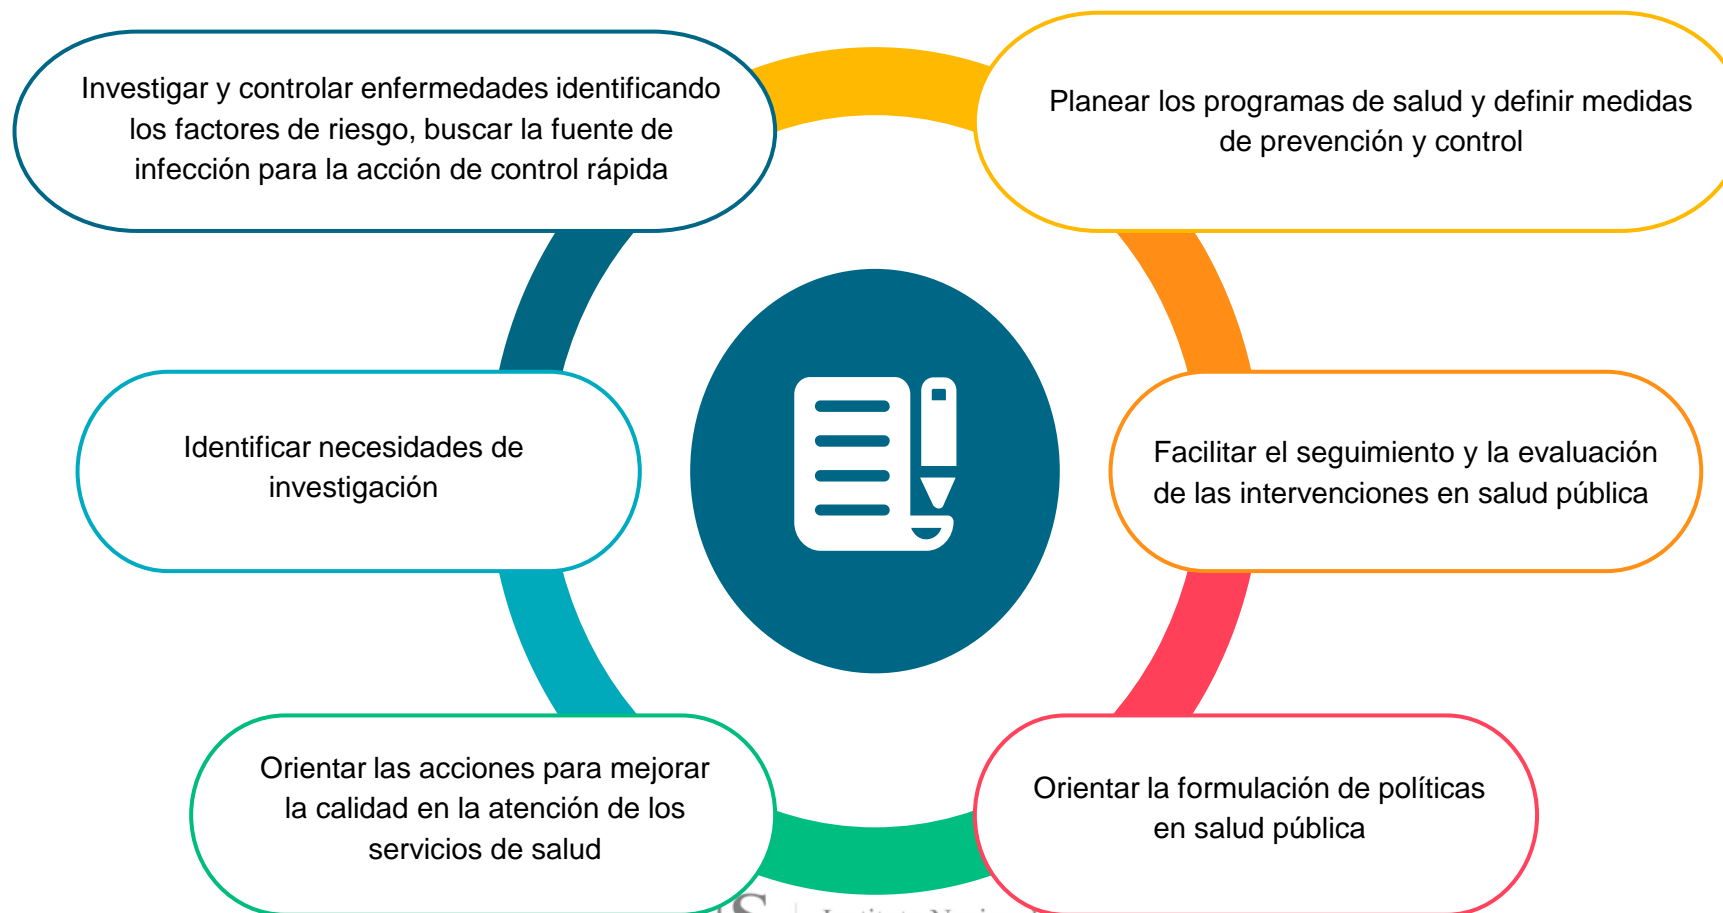 Investigar y controlar enfermedades identificando
los factores de riesgo, buscar la fuente de
infección para la acción de control rápida
Planear los programas de salud y definir medidas
de prevención y control
Identificar necesidades de
investigación
Facilitar el seguimiento y la evaluación
de las intervenciones en salud pública
Orientar las acciones para mejorar
la calidad en la atención de los
servicios de salud
Orientar la formulación de políticas
en salud pública